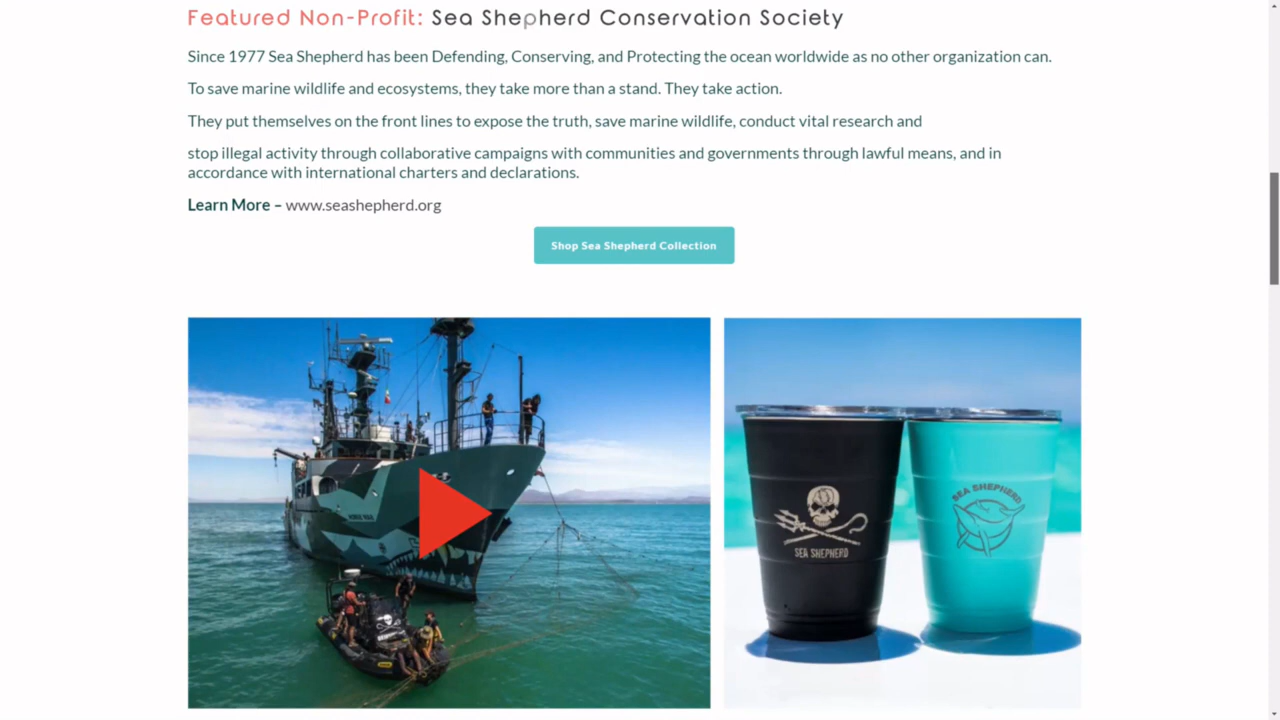 Featured Non-Profit: Sea Shepherd Conservation Society
Since 1977 Sea Shepherd has been Defending, Conserving, and Protecting the ocean worldwide as no other organization can.
To save marine wildlife and ecosystems, they take more than a stand. They take action.
They put themselves on the front lines to expose the truth, save marine wildlife, conduct vital research and
stop illegal activity through collaborative campaigns with communities and governments through lawful means, and in
accordance with international charters and declarations.
Learn More – www.seashepherd.org
Shop Sea Shepherd Collection
SEA SHEPHERD
SEA SHEPHERD